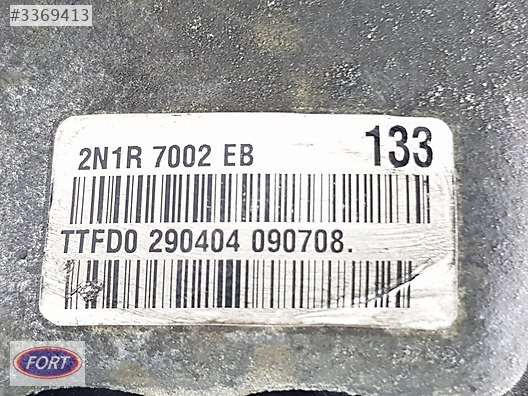 #3369413
2N1R 7002 EB 133
TTFD0 290404 090708.
FORT